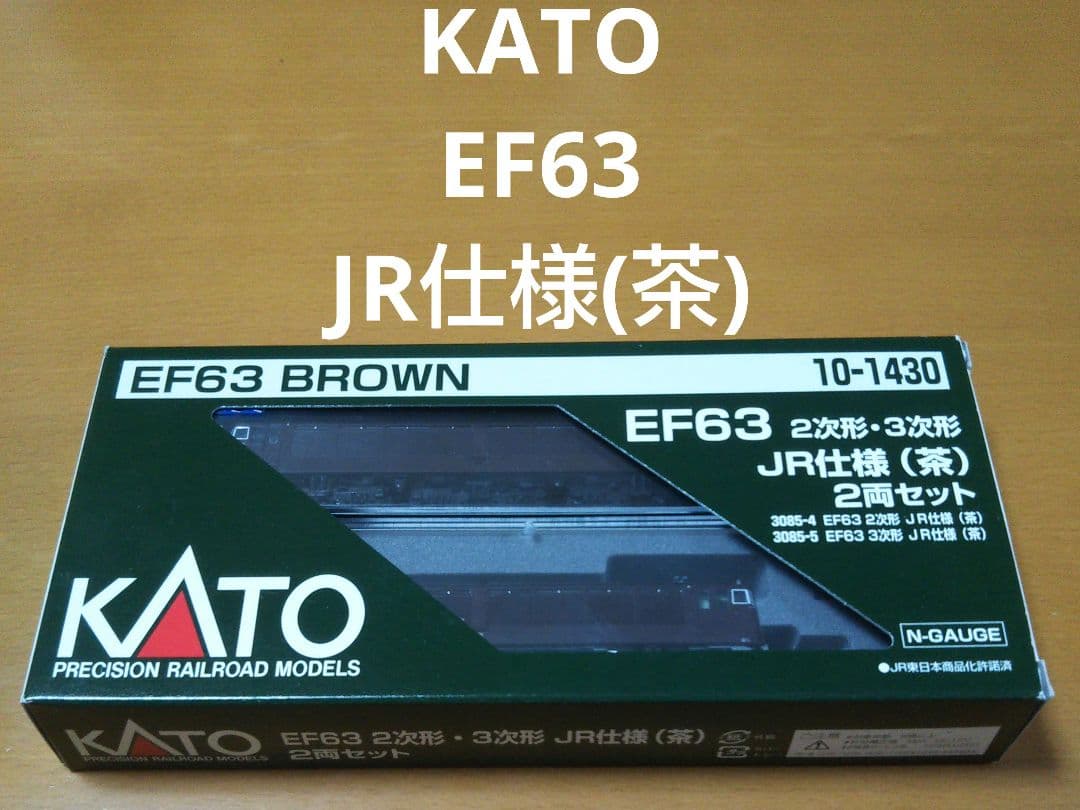 KATO
EF63
JR仕様(茶)
EF63 BROWN
10-1430
EF63 2次形・3次形
JR仕様(茶)
2両セット
3085-4 EF63 2次形 JR仕様(茶)
3085-5 EF63 3次形 JR仕様(茶)
KATO
PRECISION RAILROAD MODELS
N-GAUGE
●JR東日本商品化許諾済
KATO
PRECISION RAILROAD MODELS
EF63 2次形・3次形 JR仕様(茶)
2両セット